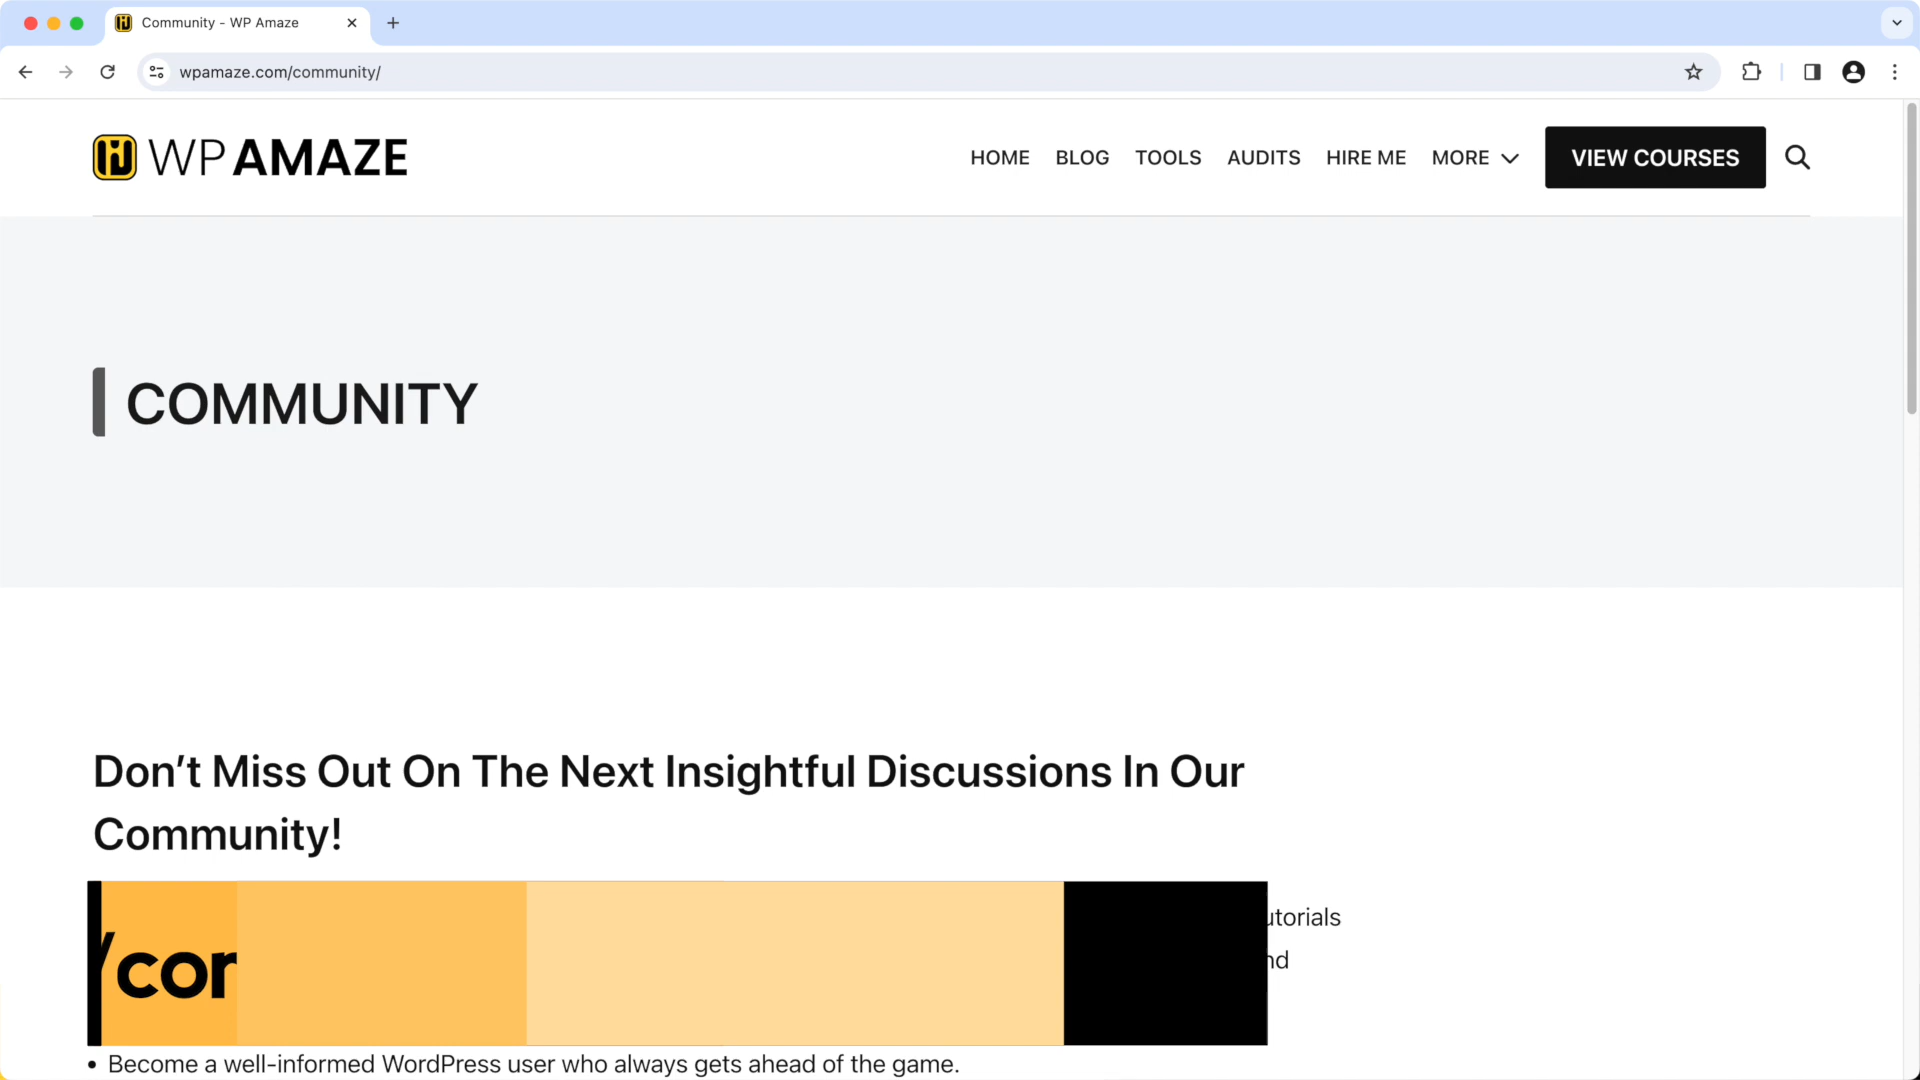 Community - WP Amaze
wpamaze.com/community/
WP AMAZE
HOME BLOG TOOLS AUDITS HIRE ME MORE VIEW COURSES
COMMUNITY
Don’t Miss Out On The Next Insightful Discussions In Our
Community!
/cor
• Become a well-informed WordPress user who always gets ahead of the game.